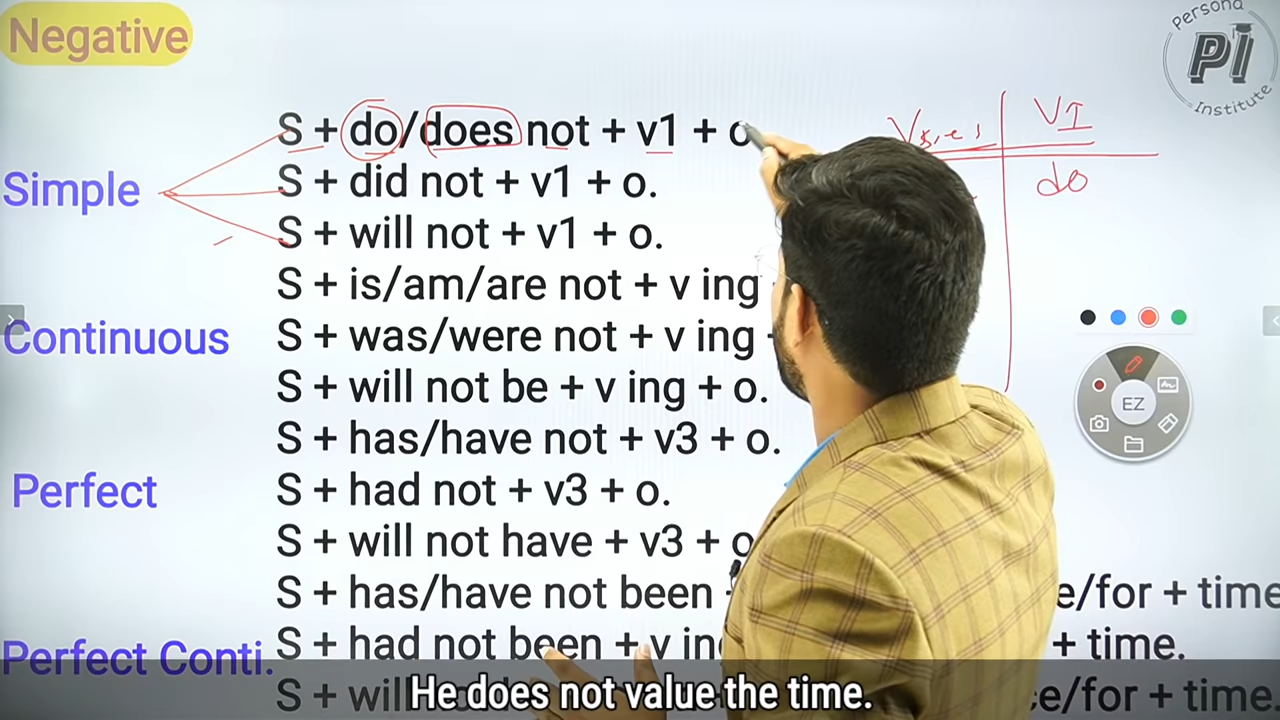 Negative
Persona
PI
Institute
S + do/does not + v1 + o
Vs, es
VI
do
Simple
S + did not + v1 + o.
S + will not + v1 + o.
S + is/am/are not + v ing
Continuous
S + was/were not + v ing
S + will not be + v ing + o.
EZ
S + has/have not + v3 + o.
Perfect
S + had not + v3 + o.
S + will not have + v3 + o
S + has/have not been
e/for + time
Perfect Conti.
S + had not been + v in
+ time.
S + wil
e/for + time
He does not value the time.